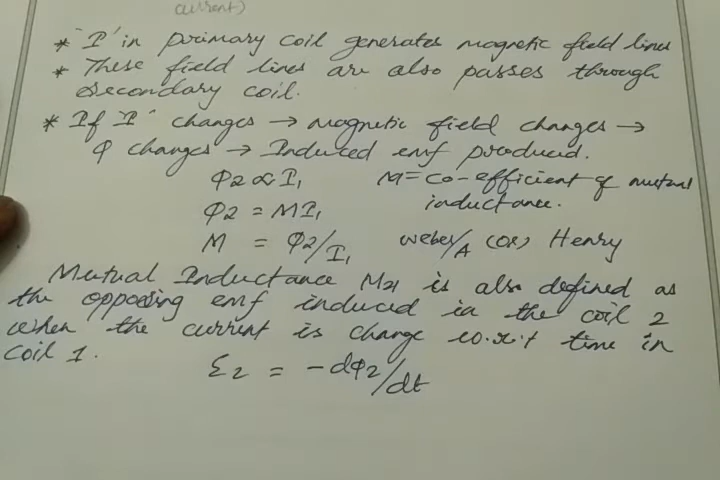 current)
* "I" in primary coil generates magnetic field lines
* These field lines are also passes through
secondary coil.
* If "I" changes → magnetic field changes →
φ changes → Induced emf produced.
φ2 ∝ I1 M = co-efficient of mutual
φ2 = MI1 inductance.
M = φ2/I1 weber/A (or) Henry
Mutual Inductance M21 is also defined as
the opposing emf induced in the coil 2
when the current is change w.r.t time in
coil 1.
ε2 = -dφ2/dt